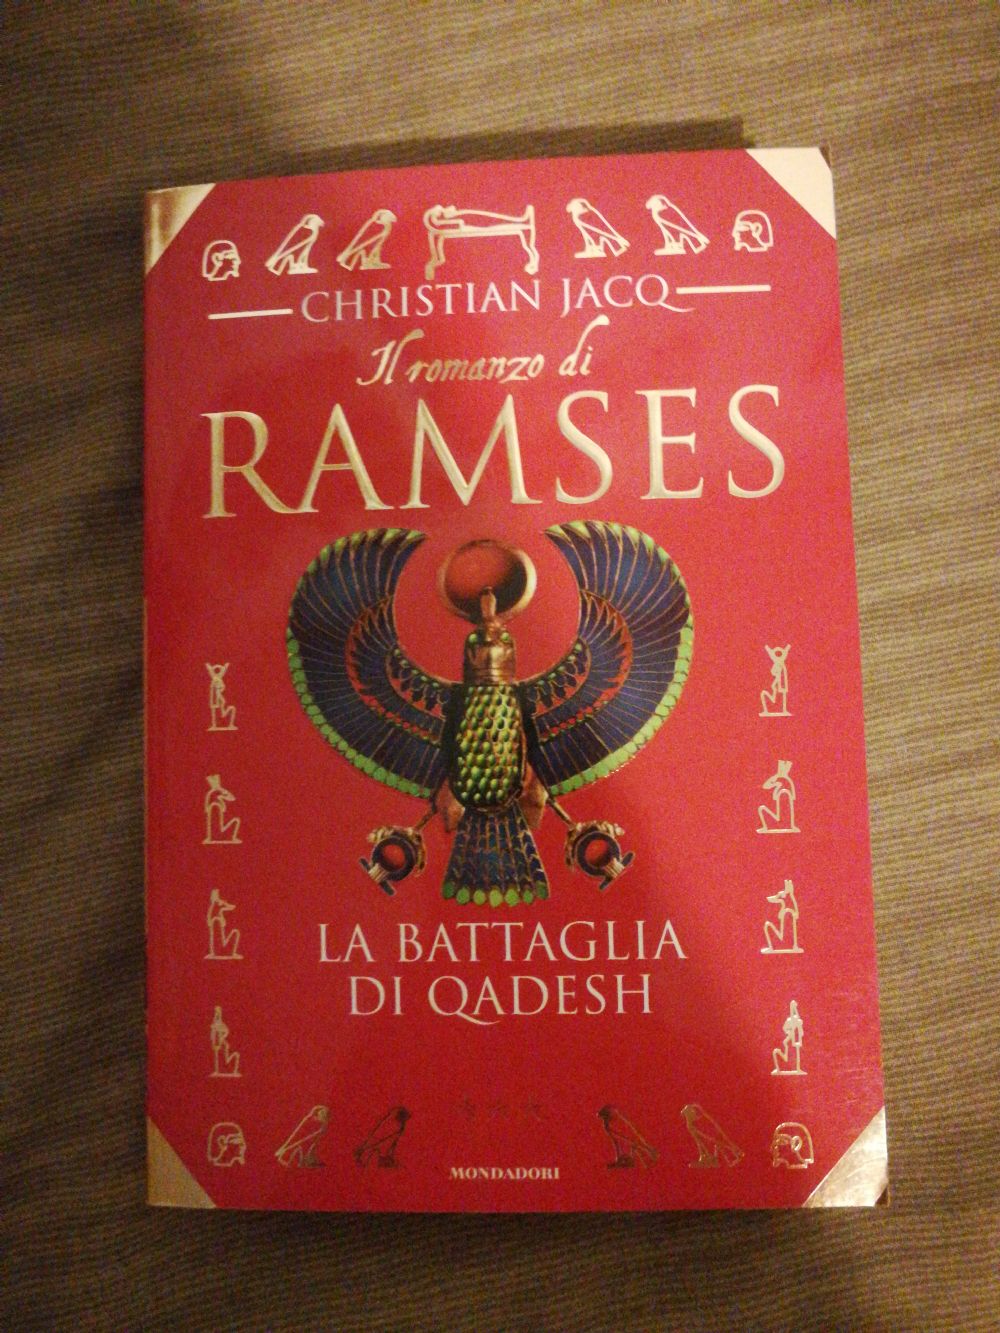 CHRISTIAN JACQ
Il romanzo di
RAMSES
LA BATTAGLIA
DI QADESH
MONDADORI